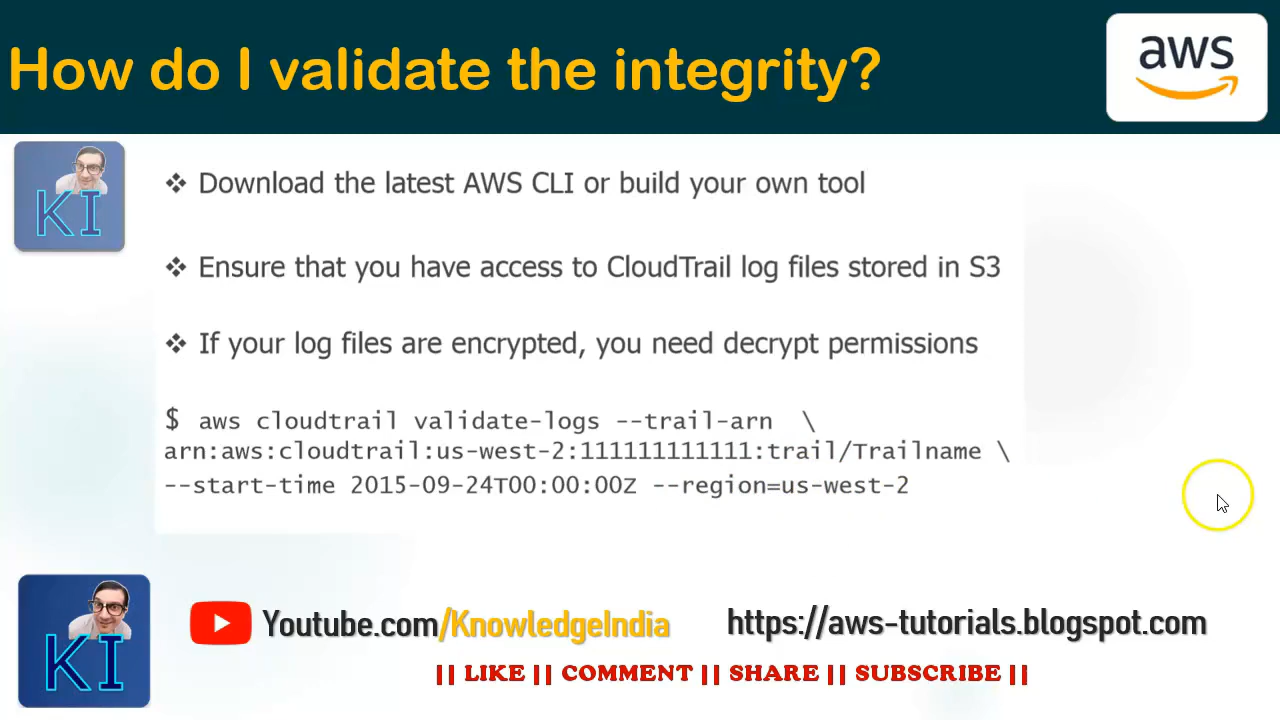 How do I validate the integrity?
aws
KI
❖ Download the latest AWS CLI or build your own tool
❖ Ensure that you have access to CloudTrail log files stored in S3
❖ If your log files are encrypted, you need decrypt permissions
$ aws cloudtrail validate-logs --trail-arn \
arn:aws:cloudtrail:us-west-2:111111111111:trail/Trailname \
--start-time 2015-09-24T00:00:00Z --region=us-west-2
KI
Youtube.com/KnowledgeIndia
https://aws-tutorials.blogspot.com
|| LIKE || COMMENT || SHARE || SUBSCRIBE ||